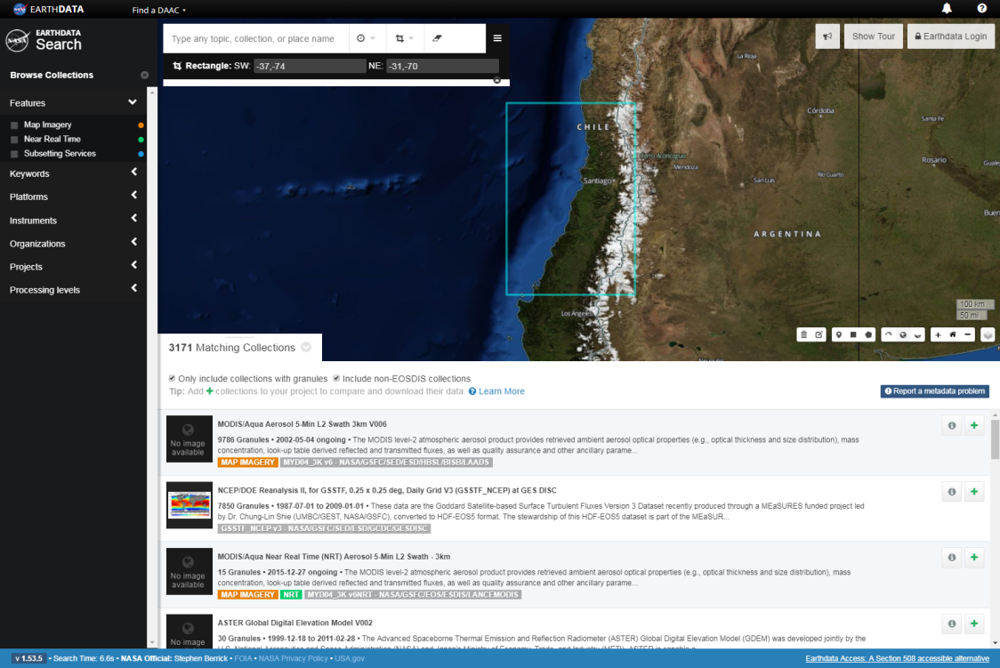 EARTHDATA
Find a DAAC
EARTHDATA
Search
Browse Collections
Features
Map Imagery
Near Real Time
Subsetting Services
Keywords
Platforms
Instruments
Organizations
Projects
Processing levels
Type any topic, collection, or place name
Rectangle: SW: -37,-74 NE: -31,-70
Show Tour
Earthdata Login
La Rioja
Córdoba
Santa Fe
CHILE
Cerro Aconcagua
Mendoza
Rosario
Santiago
San Luis
Río Cuarto
ARGENTINA
Los Angeles
100 km
50 mi
3171 Matching Collections
Only include collections with granules Include non-EOSDIS collections
Tip: Add + collections to your project to compare and download their data. Learn More
Report a metadata problem
No image available
MODIS/Aqua Aerosol 5-Min L2 Swath 3km V006
9786 Granules • 2002-05-04 ongoing • The MODIS level-2 atmospheric aerosol product provides retrieved ambient aerosol optical properties (e.g., optical thickness and size distribution), mass
concentration, look-up table derived reflected and transmitted fluxes, as well as quality assurance and other ancillary parame...
MAP IMAGERY MYD04_3K v6 - NASA/GSFC/SED/ESD/HBSL/BISB/LAADS
NCEP/DOE Reanalysis II, for GSSTF, 0.25 x 0.25 deg, Daily Grid V3 (GSSTF_NCEP) at GES DISC
7850 Granules • 1987-07-01 to 2009-01-01 • These data are the Goddard Satellite-based Surface Turbulent Fluxes Version 3 Dataset recently produced through a MEaSURES funded project led
by Dr. Chung-Lin Shie (UMBC/GEST, NASA/GSFC), converted to HDF-EOS5 format. The stewardship of this HDF-EOS5 dataset is part of the MEaSUR...
GSSTF_NCEP v3 - NASA/GSFC/SED/ESD/GCDC/GESDISC
No image available
MODIS/Aqua Near Real Time (NRT) Aerosol 5-Min L2 Swath - 3km
15 Granules • 2015-12-27 ongoing • The MODIS level-2 atmospheric aerosol product provides retrieved ambient aerosol optical properties (e.g., optical thickness and size distribution), mass
concentration, look-up table derived reflected and transmitted fluxes, as well as quality assurance and other ancillary parame...
MAP IMAGERY NRT MYD04_3K v6NRT - NASA/GSFC/EOS/ESDIS/LANCEMODIS
No image
ASTER Global Digital Elevation Model V002
30 Granules • 1999-12-18 to 2011-02-28 • The Advanced Spaceborne Thermal Emission and Reflection Radiometer (ASTER) Global Digital Elevation Model (GDEM) was developed jointly by the
v 1.53.5 • Search Time: 6.6s • NASA Official: Stephen Berrick • FOIA • NASA Privacy Policy • USA.gov
Earthdata Access: A Section 508 accessible alternative